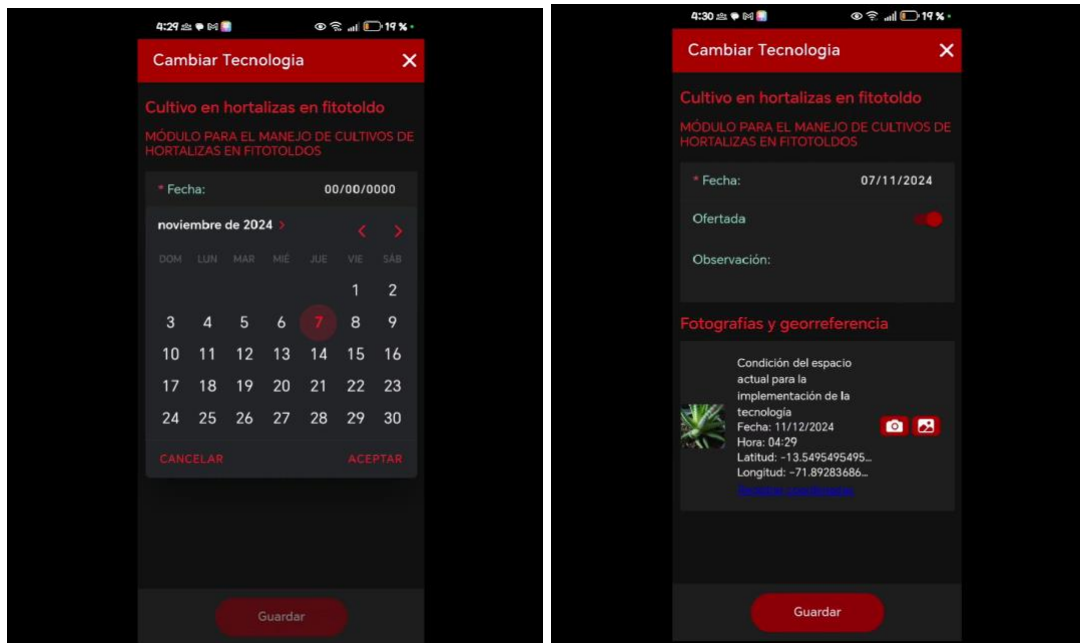 4:29
19 %
Cambiar Tecnologia
Cultivo en hortalizas en fitotoldo
MÓDULO PARA EL MANEJO DE CULTIVOS DE
HORTALIZAS EN FITOTOLDOS
* Fecha: 00/00/0000
noviembre de 2024
DOM LUN MAR MIÉ JUE VIE SÁB
1 2
3 4 5 6 7 8 9
10 11 12 13 14 15 16
17 18 19 20 21 22 23
24 25 26 27 28 29 30
CANCELAR ACEPTAR
Guardar
4:30
19 %
Cambiar Tecnologia
Cultivo en hortalizas en fitotoldo
MÓDULO PARA EL MANEJO DE CULTIVOS DE
HORTALIZAS EN FITOTOLDOS
* Fecha: 07/11/2024
Ofertada
Observación:
Fotografías y georreferencia
Condición del espacio
actual para la
implementación de la
tecnología
Fecha: 11/12/2024
Hora: 04:29
Latitud: -13.5495495495...
Longitud: -71.89283686...
Guardar